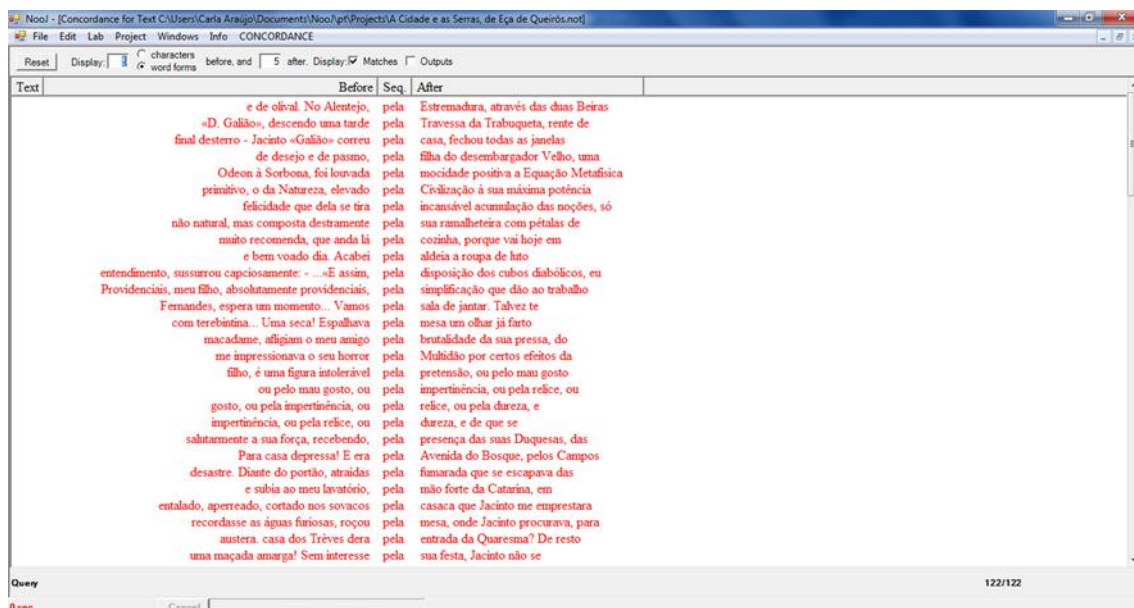 NooJ - [Concordance for Text C:\Users\Carla Araújo\Documents\NooJ\pt\Projects\A Cidade e as Serras, de Eça de Queirós.not]
File Edit Lab Project Windows Info CONCORDANCE
Reset Display: characters word forms before, and 5 after. Display: Matches Outputs
Text Before Seq. After
e de olival. No Alentejo, pela Estremadura, através das duas Beiras
«D. Galião», descendo uma tarde pela Travessa da Trabuqueta, rente de
final desterro - Jacinto «Galião» correu pela casa, fechou todas as janelas
de desejo e de pasmo, pela filha do desembargador Velho, uma
Odeon à Sorbona, foi louvada pela mocidade positiva a Equação Metafísica
primitivo, o da Natureza, elevado pela Civilização à sua máxima potência
felicidade que dela se tira pela incansável acumulação das noções, só
não natural, mas composta destramente pela sua ramalheteira com pétalas de
muito recomenda, que anda lá pela cozinha, porque vai hoje em
e bem voado dia. Acabei pela aldeia a roupa de luto
entendimento, sussurrou capciosamente: - ...«E assim, pela disposição dos cubos diabólicos, eu
Providenciais, meu filho, absolutamente providenciais, pela simplificação que dão ao trabalho
Fernandes, espera um momento... Vamos pela sala de jantar. Talvez te
com terebintina... Uma seca! Espalhava pela mesa um olhar já farto
macadame, afligiam o meu amigo pela brutalidade da sua pressa, do
me impressionava o seu horror pela Multidão por certos efeitos da
filho, é uma figura intolerável pela pretensão, ou pelo mau gosto
ou pelo mau gosto, ou pela impertinência, ou pela relice, ou
gosto, ou pela impertinência, ou pela relice, ou pela dureza, e
impertinência, ou pela relice, ou pela dureza, e de que se
salutarmente a sua força, recebendo, pela presença das suas Duquesas, das
Para casa depressa! E era pela Avenida do Bosque, pelos Campos
desastre. Diante do portão, atraídas pela fumarada que se escapava das
e subia ao meu lavatório, pela mão forte da Catarina, em
entalado, aperreado, cortado nos sovacos pela casaca que Jacinto me emprestara
recordasse as águas furiosas, roçou pela mesa, onde Jacinto procurava, para
austera. casa dos Trèves dera pela entrada da Quaresma? De resto
uma maçada amarga! Sem interesse pela sua festa, Jacinto não se
Query 122/122
0 sec Cancel